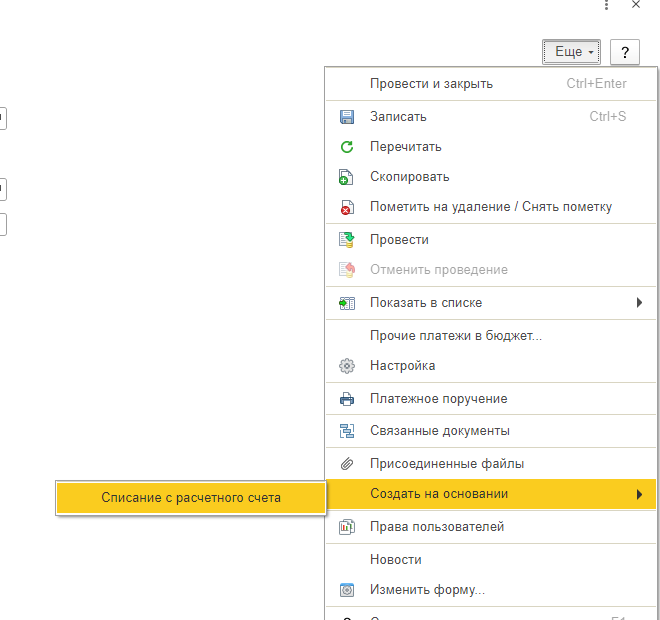 Еще
?
Провести и закрыть Ctrl+Enter
Записать Ctrl+S
Перечитать
Скопировать
Пометить на удаление / Снять пометку
Провести
Отменить проведение
Показать в списке
Прочие платежи в бюджет...
Настройка
Платежное поручение
Связанные документы
Присоединенные файлы
Списание с расчетного счета
Создать на основании
Права пользователей
Новости
Изменить форму...